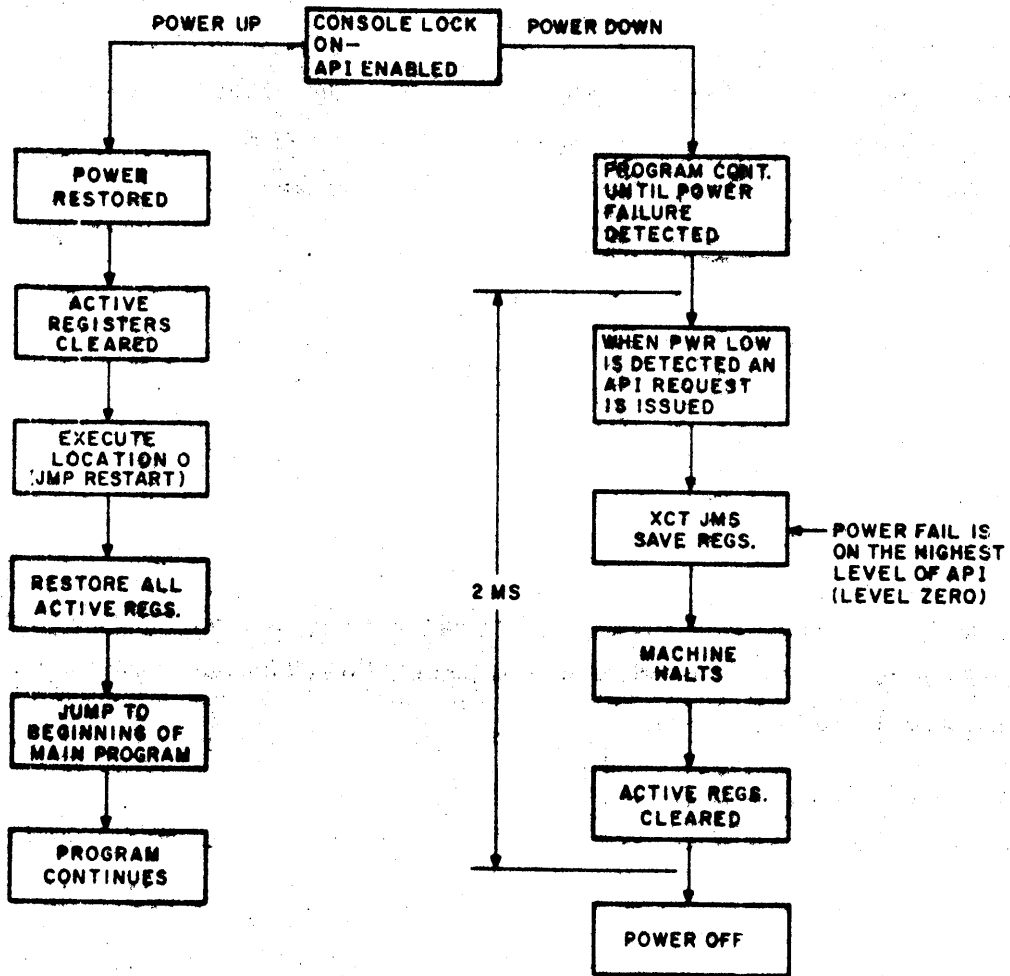 POWER UP
CONSOLE LOCK
ON-
API ENABLED
POWER DOWN
POWER
RESTORED
ACTIVE
REGISTERS
CLEARED
EXECUTE
LOCATION 0
(JMP RESTART)
RESTORE ALL
ACTIVE REGS.
JUMP TO
BEGINNING OF
MAIN PROGRAM
PROGRAM
CONTINUES
PROGRAM CONT.
UNTIL POWER
FAILURE
DETECTED
WHEN PWR LOW
IS DETECTED AN
API REQUEST
IS ISSUED
XCT JMS
SAVE REGS.
POWER FAIL IS
ON THE HIGHEST
LEVEL OF API
(LEVEL ZERO)
2 MS
MACHINE
HALTS
ACTIVE REGS.
CLEARED
POWER OFF